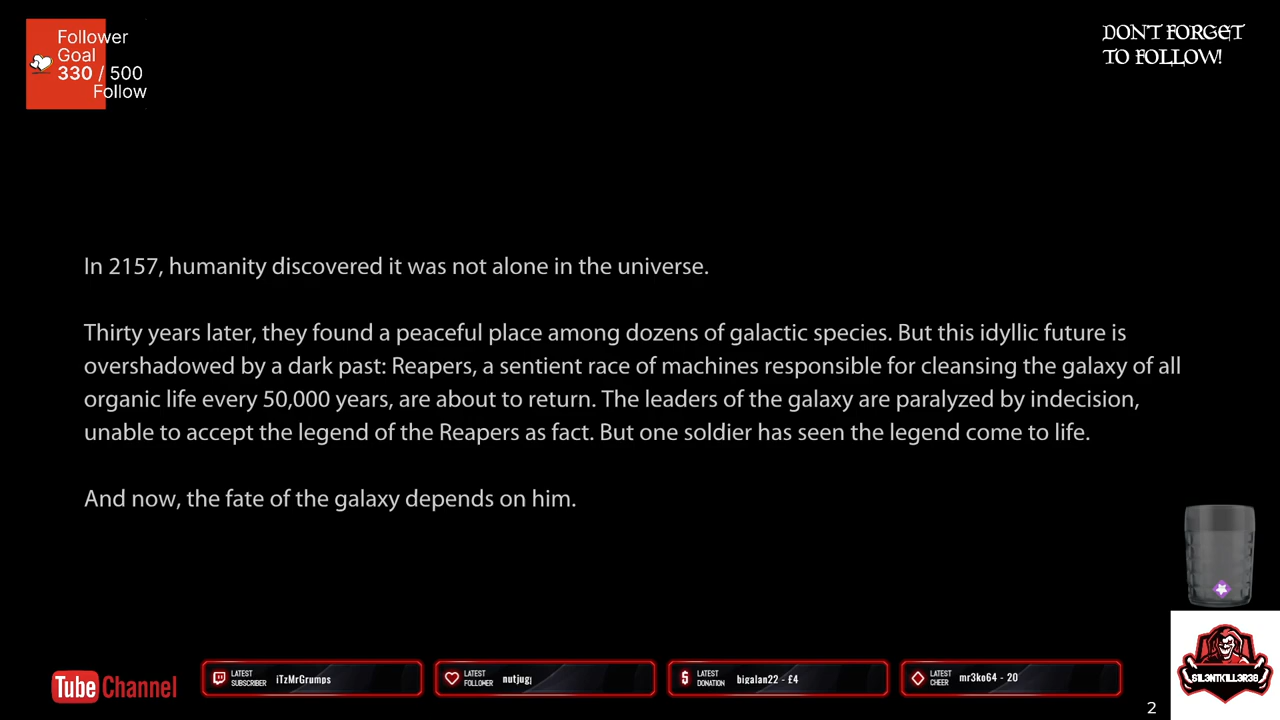 Follower
Goal
330 / 500
Follow
DON'T FORGET
TO FOLLOW!
In 2157, humanity discovered it was not alone in the universe.
Thirty years later, they found a peaceful place among dozens of galactic species. But this idyllic future is
overshadowed by a dark past: Reapers, a sentient race of machines responsible for cleansing the galaxy of all
organic life every 50,000 years, are about to return. The leaders of the galaxy are paralyzed by indecision,
unable to accept the legend of the Reapers as fact. But one soldier has seen the legend come to life.
And now, the fate of the galaxy depends on him.
YouTube Channel
LATEST
SUBSCRIBER
iTzMrGrumps
LATEST
FOLLOWER
nutjug
LATEST
DONATION
bigalan22 - £4
LATEST
CHEER
mr3ko64 - 20
2
S1L3NTK1LL3R36